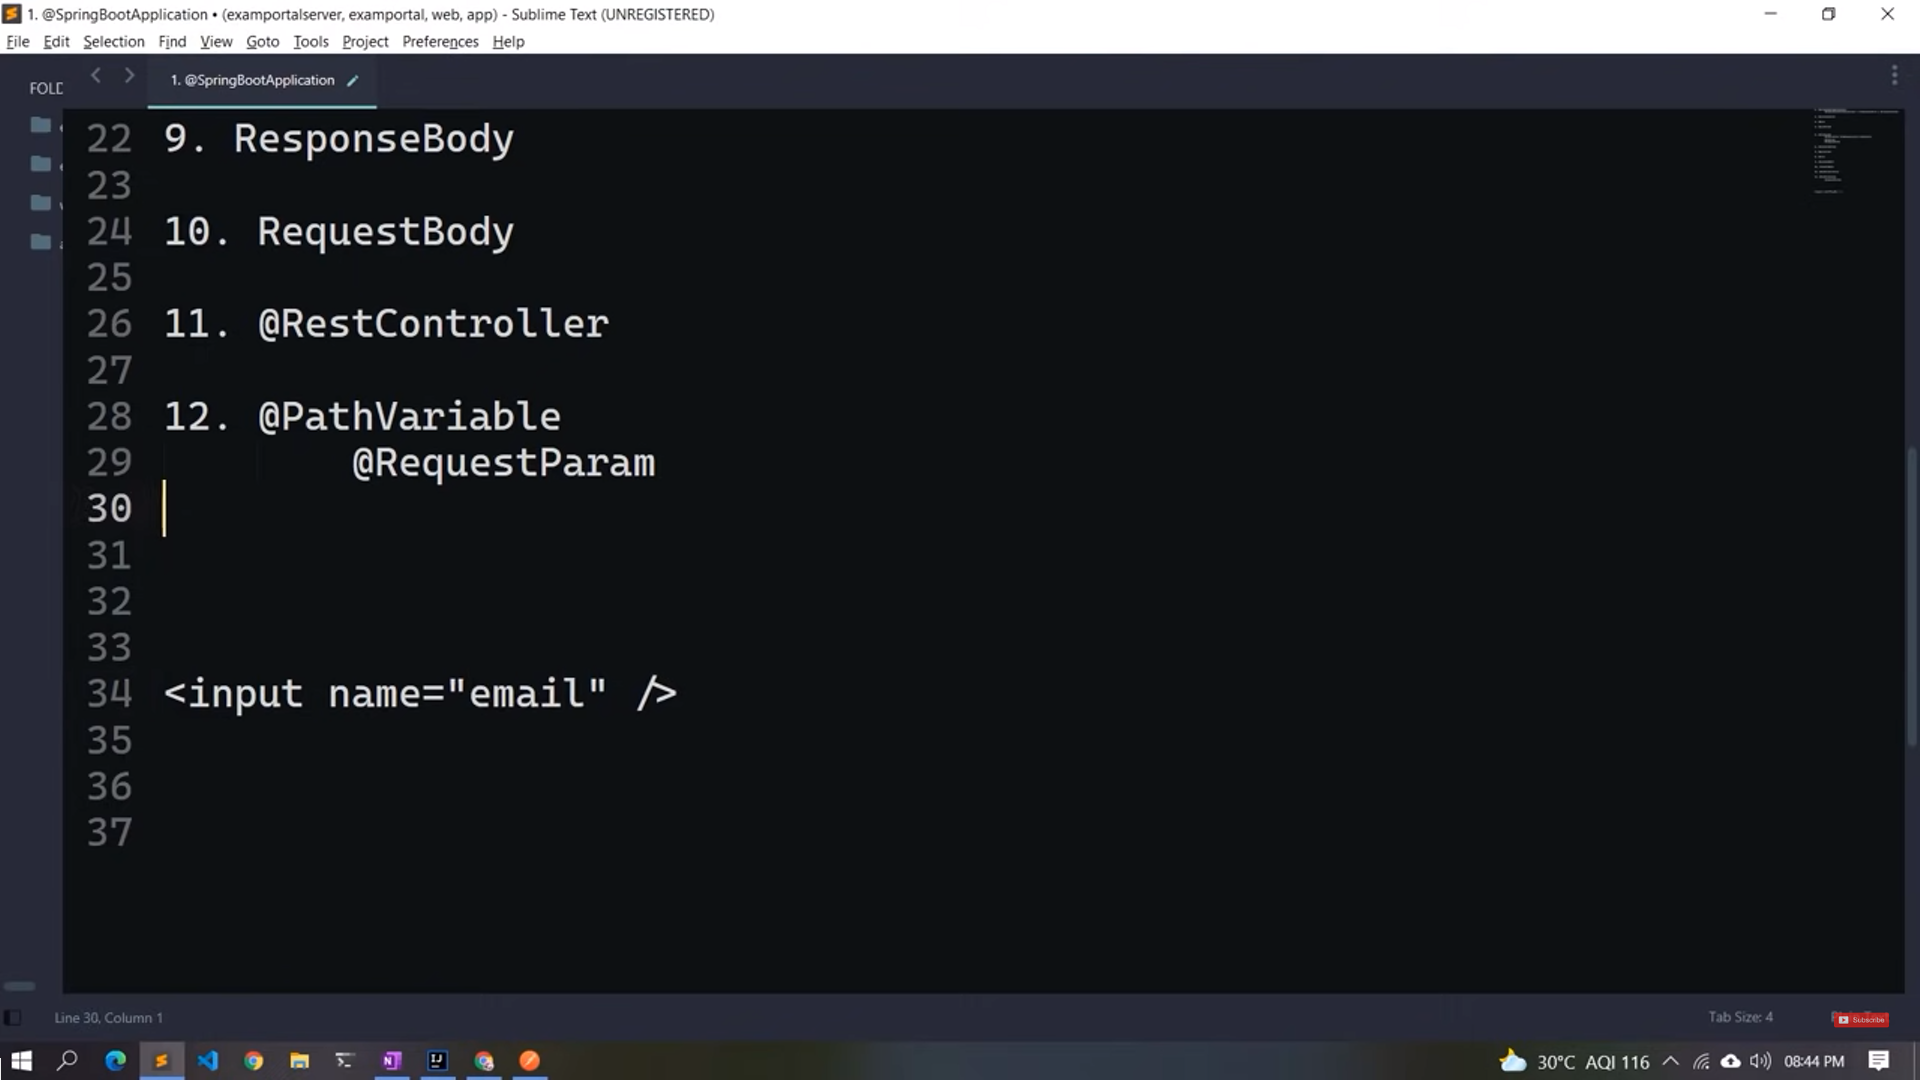 1. @SpringBootApplication • (examportalserver, examportal, web, app) - Sublime Text (UNREGISTERED)
File Edit Selection Find View Goto Tools Project Preferences Help
FOLD
1. @SpringBootApplication
22 9. ResponseBody
23
24 10. RequestBody
25
26 11. @RestController
27
28 12. @PathVariable
29 @RequestParam
30
31
32
33
34 <input name="email" />
35
36
37
Line 30, Column 1
Tab Size: 4
Subscribe
30°C AQI 116
08:44 PM